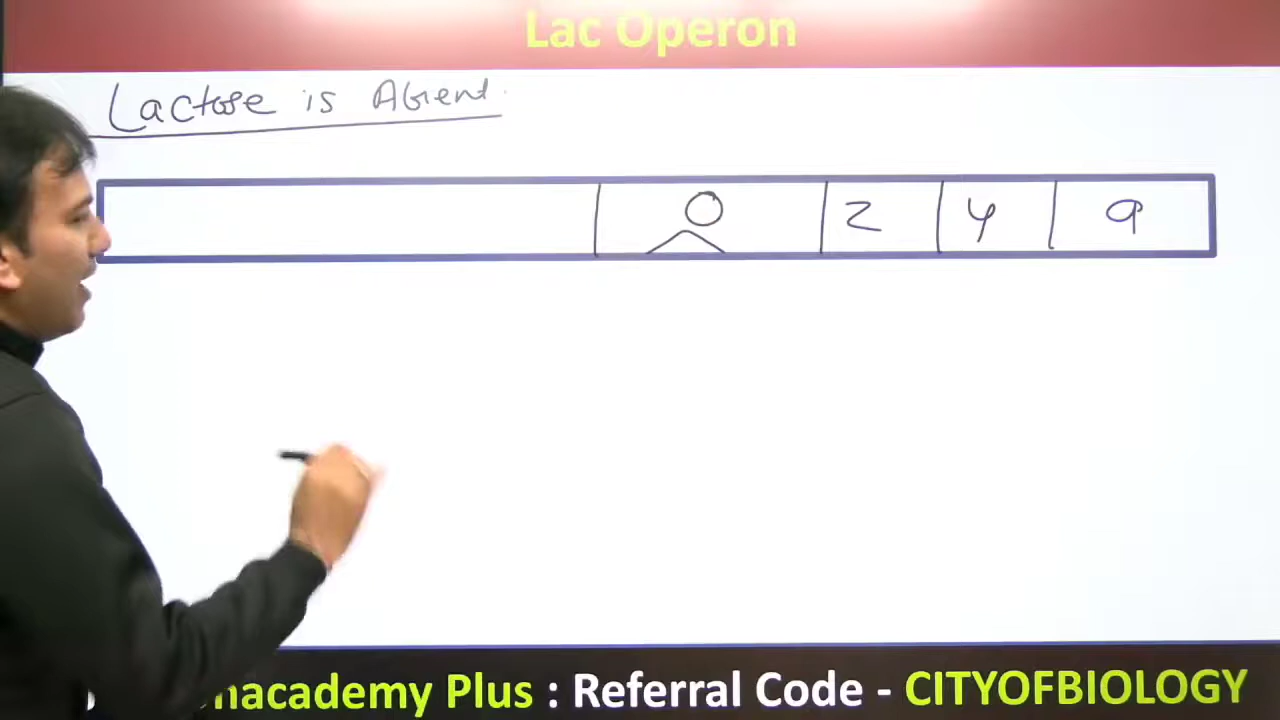 Lac Operon
Lactose is Absent.
O z y a
nacademy Plus : Referral Code - CITYOFBIOLOGY